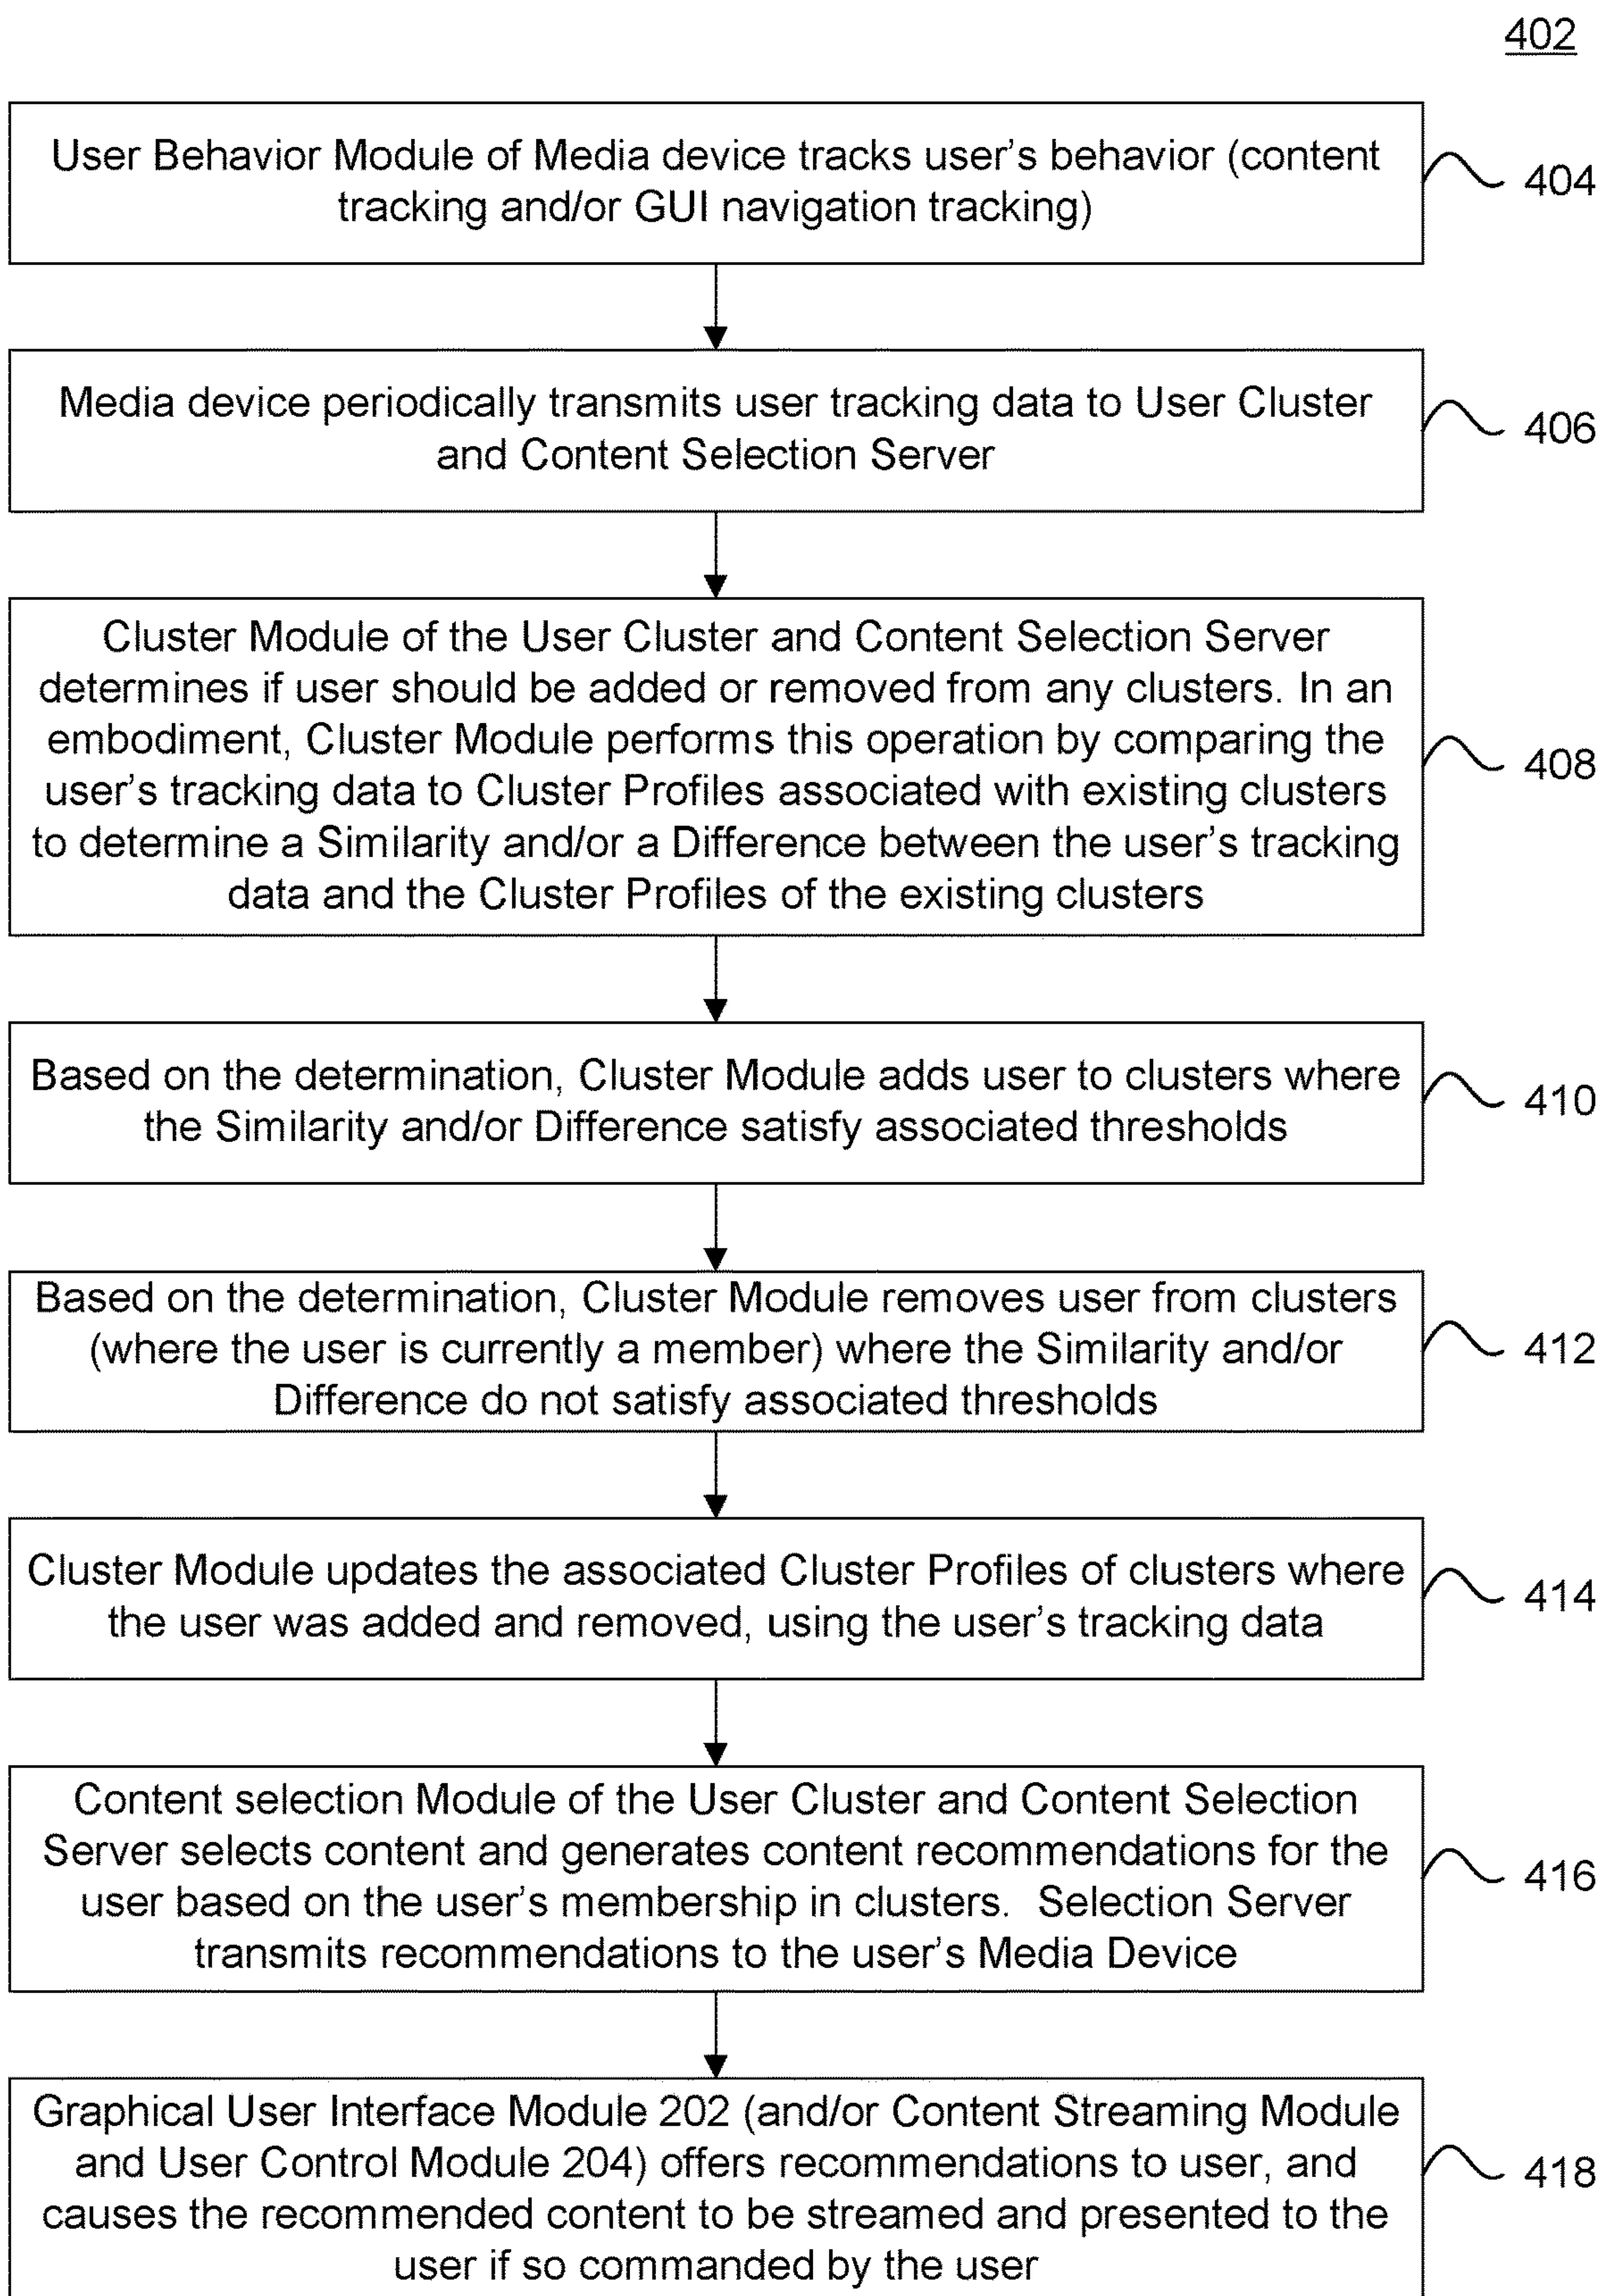 402
User Behavior Module of Media device tracks user's behavior (content
tracking and/or GUI navigation tracking)
404
Media device periodically transmits user tracking data to User Cluster
and Content Selection Server
406
Cluster Module of the User Cluster and Content Selection Server
determines if user should be added or removed from any clusters. In an
embodiment, Cluster Module performs this operation by comparing the
user's tracking data to Cluster Profiles associated with existing clusters
to determine a Similarity and/or a Difference between the user's tracking
data and the Cluster Profiles of the existing clusters
408
Based on the determination, Cluster Module adds user to clusters where
the Similarity and/or Difference satisfy associated thresholds
410
Based on the determination, Cluster Module removes user from clusters
(where the user is currently a member) where the Similarity and/or
Difference do not satisfy associated thresholds
412
Cluster Module updates the associated Cluster Profiles of clusters where
the user was added and removed, using the user's tracking data
414
Content selection Module of the User Cluster and Content Selection
Server selects content and generates content recommendations for the
user based on the user's membership in clusters. Selection Server
transmits recommendations to the user's Media Device
416
Graphical User Interface Module 202 (and/or Content Streaming Module
and User Control Module 204) offers recommendations to user, and
causes the recommended content to be streamed and presented to the
user if so commanded by the user
418